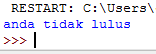 RESTART: C:\Users\
anda tidak lulus
>>>